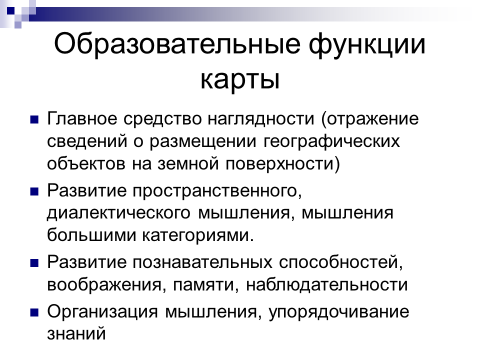 Образовательные функции
карты
Главное средство наглядности (отражение
сведений о размещении географических
объектов на земной поверхности)
Развитие пространственного,
диалектического мышления, мышления
большими категориями.
Развитие познавательных способностей,
воображения, памяти, наблюдательности
Организация мышления, упорядочивание
знаний